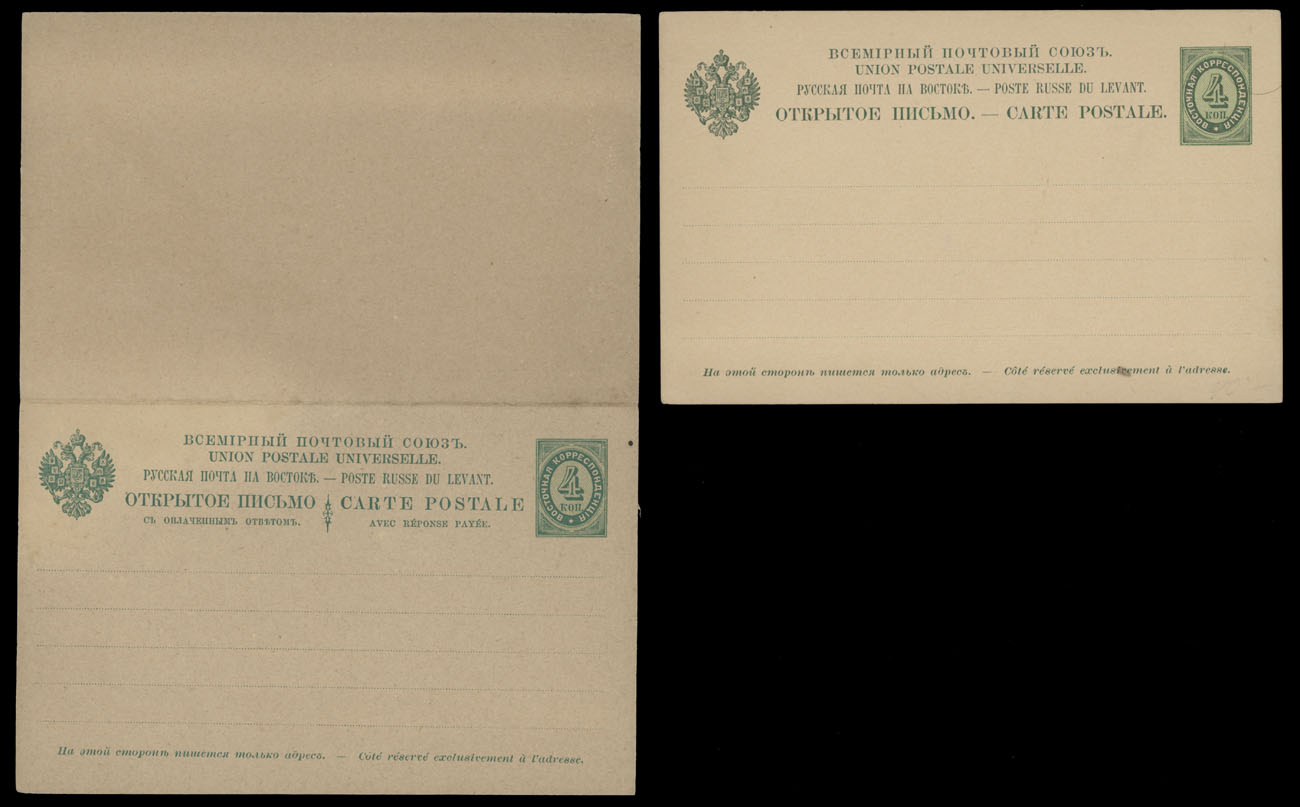 ВСЕМІРНЫЙ ПОЧТОВЫЙ СОЮЗЪ.
UNION POSTALE UNIVERSELLE.
РУССКАЯ ПОЧТА НА ВОСТОКѢ. — POSTE RUSSE DU LEVANT.
ОТКРЫТОЕ ПИСЬМО CARTE POSTALE
СЪ ОПЛАЧЕННЫМЪ ОТВѢТОМЪ. AVEC RÉPONSE PAYÉE.
ВОСТОЧНАЯ КОРРЕСПОНДЕНЦІЯ
4
КОП.
На этой сторонѣ пишется только адресъ. — Côté réservé exclusivement à l'adresse.
ВСЕМІРНЫЙ ПОЧТОВЫЙ СОЮЗЪ.
UNION POSTALE UNIVERSELLE.
РУССКАЯ ПОЧТА НА ВОСТОКѢ. — POSTE RUSSE DU LEVANT.
ОТКРЫТОЕ ПИСЬМО. — CARTE POSTALE.
ВОСТОЧНАЯ КОРРЕСПОНДЕНЦІЯ
4
КОП.
На этой сторонѣ пишется только адресъ. — Côté réservé exclusivement à l'adresse.